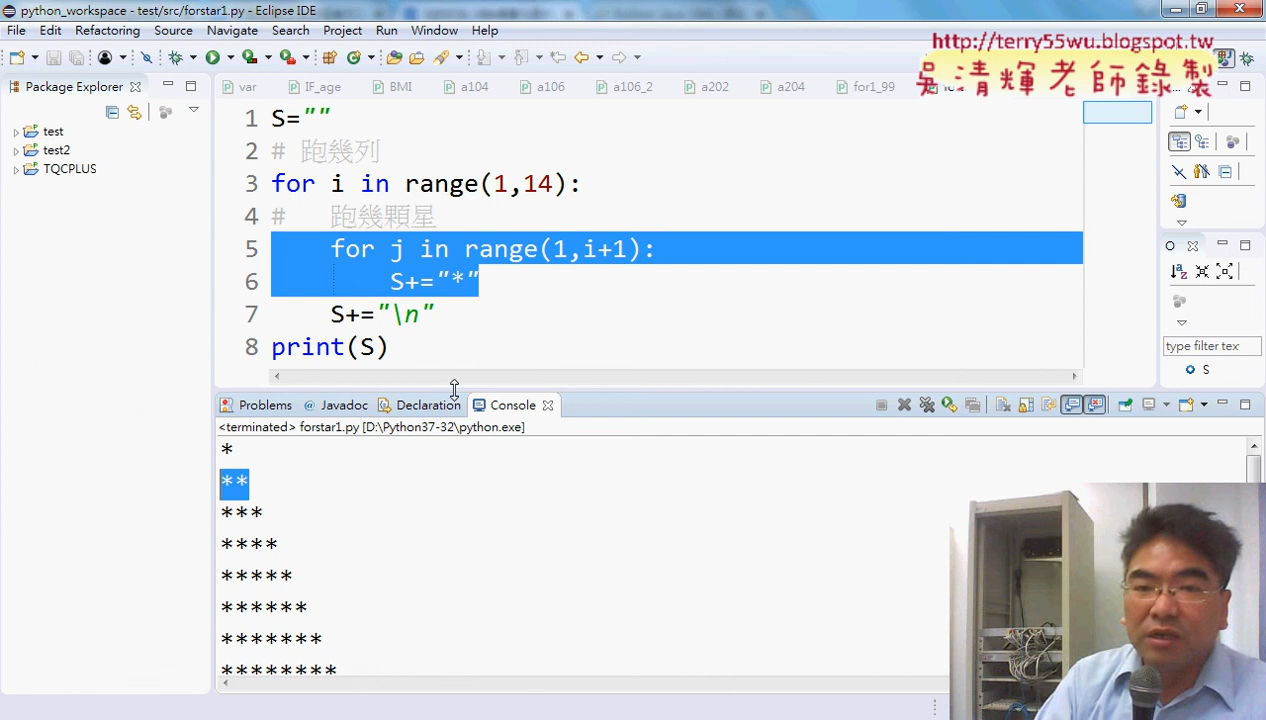 python_workspace - test/src/forstar1.py - Eclipse IDE
File Edit Refactoring Source Navigate Search Project Run Window Help
http://terry55wu.blogspot.tw
吳清輝老師錄製
Package Explorer
var IF_age BMI a104 a106 a106_2 a202 a204 for1_99
test
test2
TQCPLUS
1 S=""
2 # 跑幾列
3 for i in range(1,14):
4 # 跑幾顆星
5 for j in range(1,i+1):
6 S+="*"
7 S+="\n"
8 print(S)
O
type filter tex
S
Problems @ Javadoc Declaration Console
<terminated> forstar1.py [D:\Python37-32\python.exe]
*
**
***
****
*****
******
*******
********